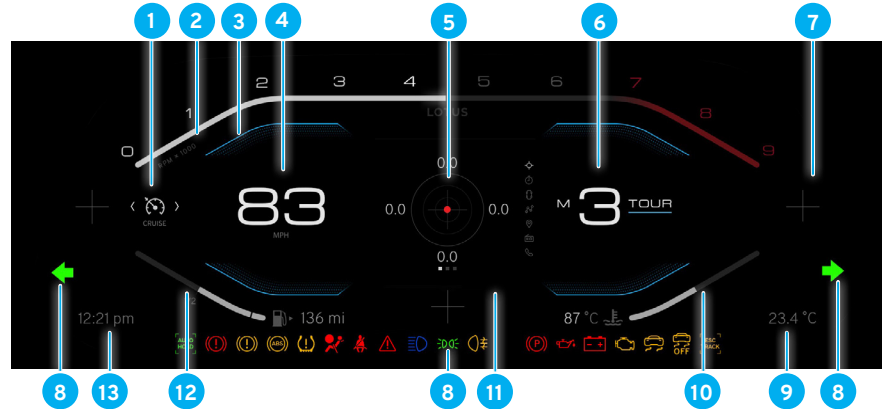 1 2 3 4 5 6 7
2 3 4 5 6 7
1 8
LOTUS
0 9
RPM x 1000
0.0
83 M 3 TOUR
0.0 0.0
CRUISE MPH
0.0
12:21 pm 136 mi 87 °C 23.4 °C
AUTO HOLD ABS P OFF ESC TRACK
8 13 12 8 11 10 9 8